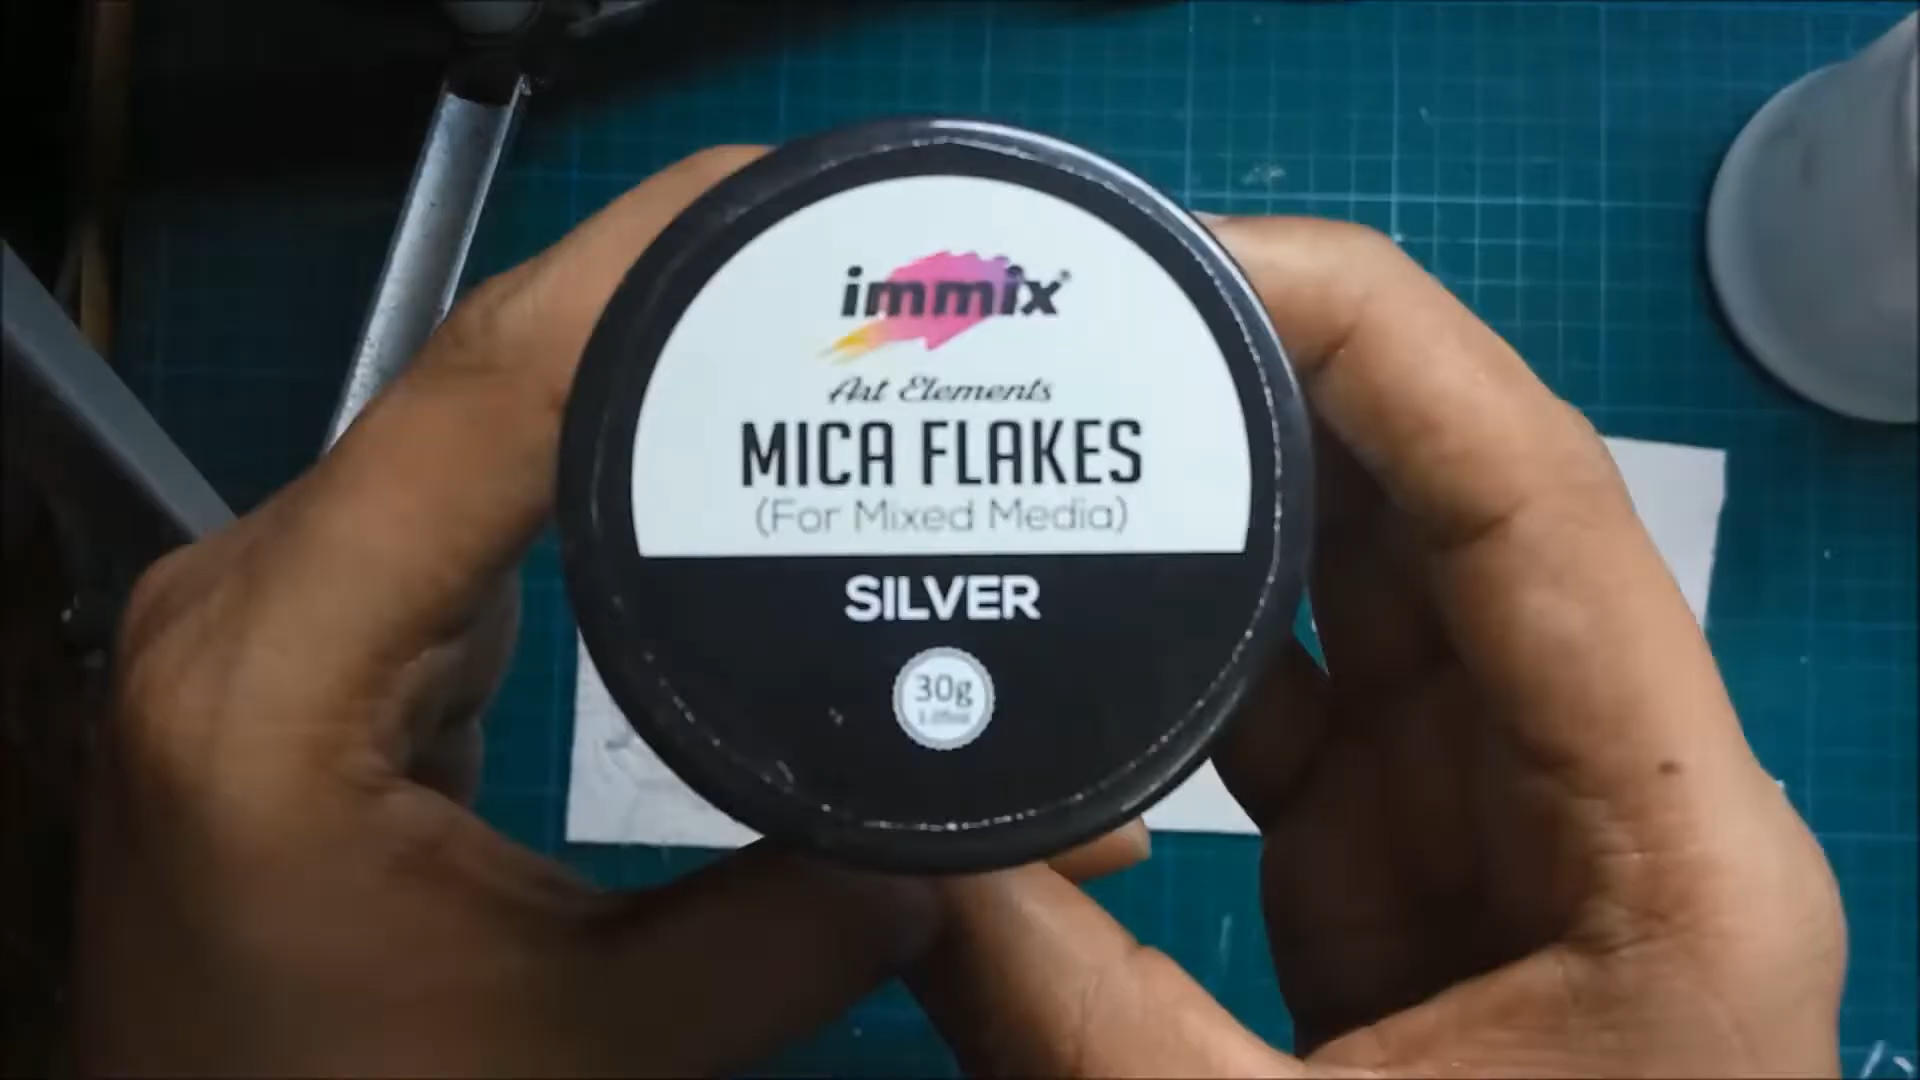 immix®
Art Elements
MICA FLAKES
(For Mixed Media)
SILVER
30g